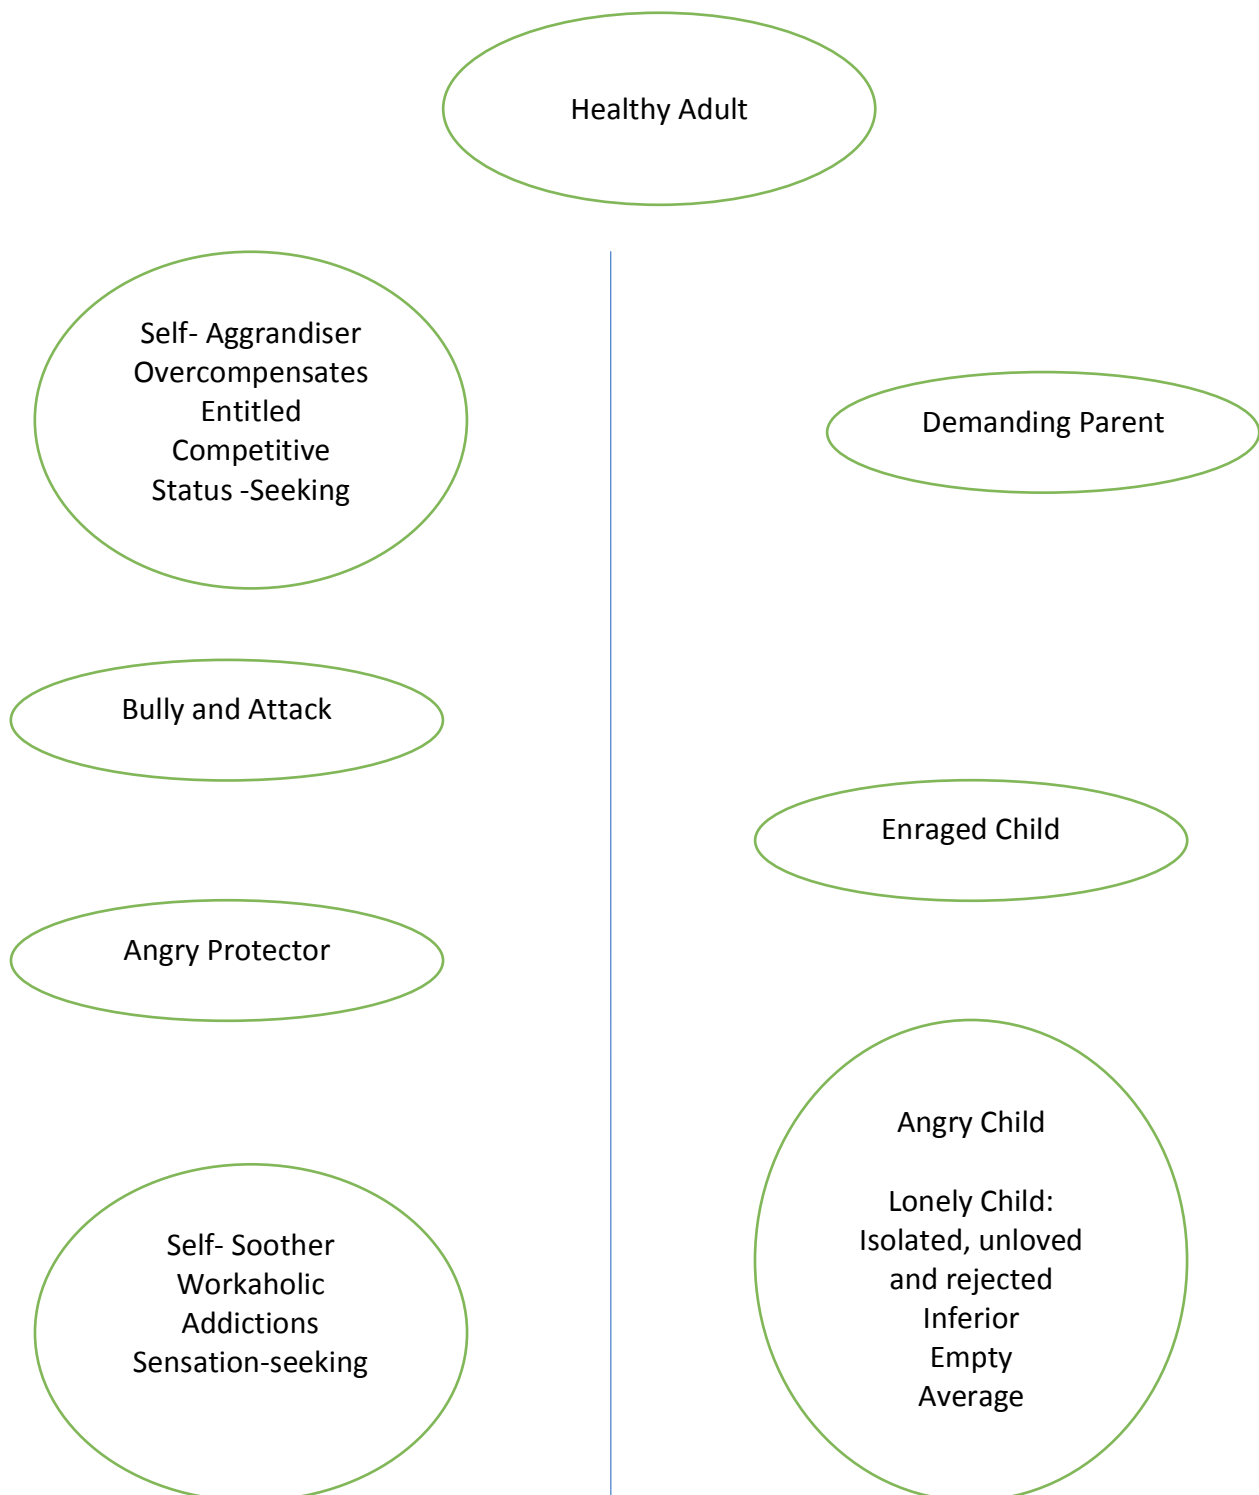 Healthy Adult
Self- Aggrandiser
Overcompensates
Entitled
Competitive
Status -Seeking
Demanding Parent
Bully and Attack
Enraged Child
Angry Protector
Angry Child
Lonely Child:
Isolated, unloved
and rejected
Inferior
Empty
Average
Self- Soother
Workaholic
Addictions
Sensation-seeking